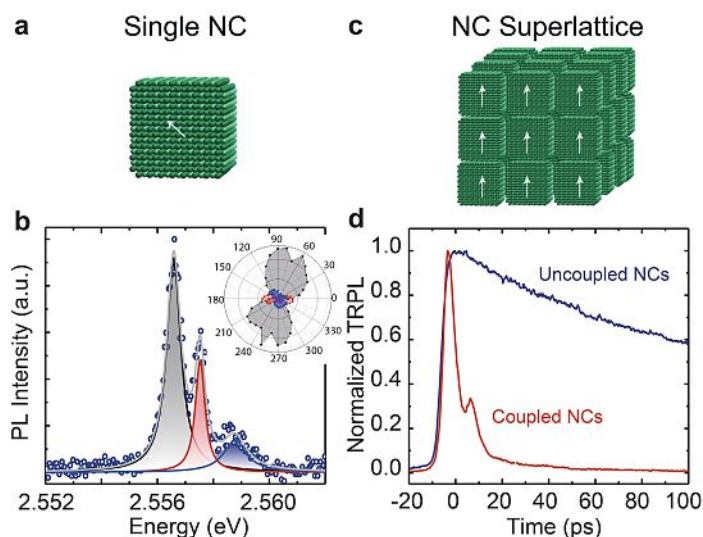 a Single NC
c NC Superlattice
b
PL Intensity (a.u.)
2.552 2.556 2.560
Energy (eV)
90
120 60
150 30
180 0
210 330
240 300
270
d
Normalized TRPL
1.0
0.8
0.6
0.4
0.2
0.0
Uncoupled NCs
Coupled NCs
-20 0 20 40 60 80 100
Time (ps)